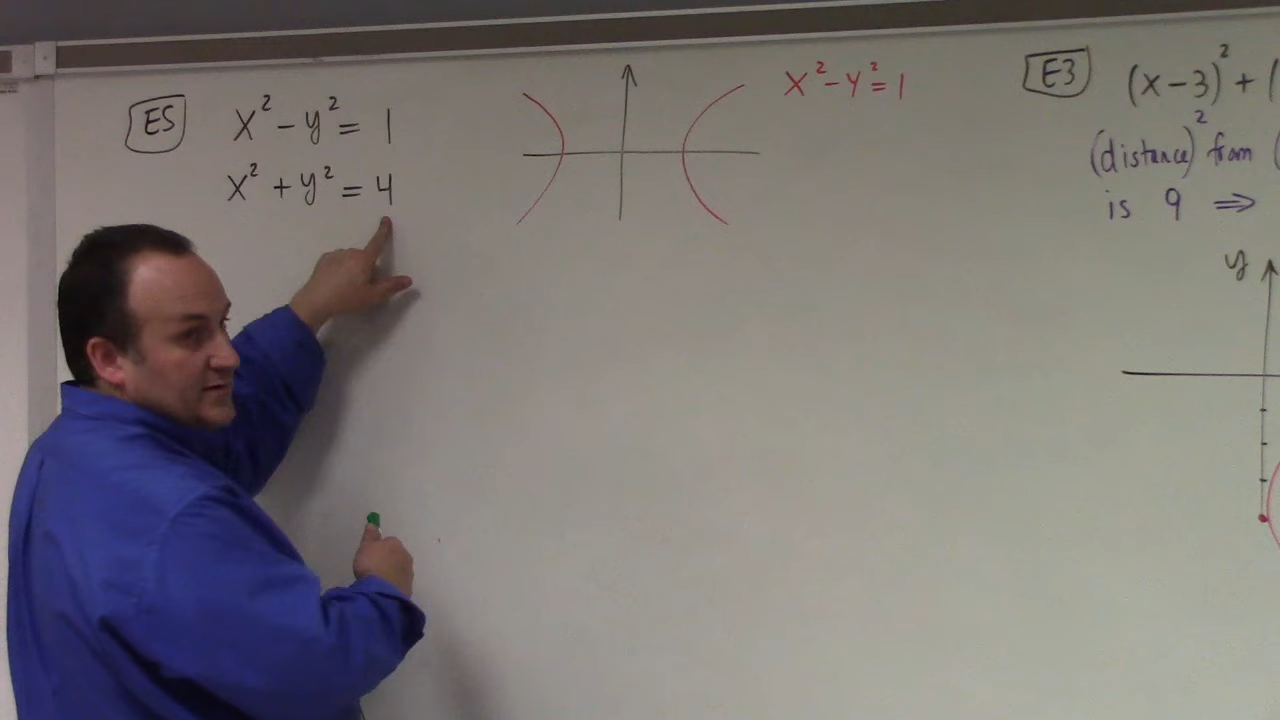 E5
x² - y² = 1
x² + y² = 4
x² - y² = 1
E3
(x-3)² + (
(distance)² from (
is 9 ⇒
y